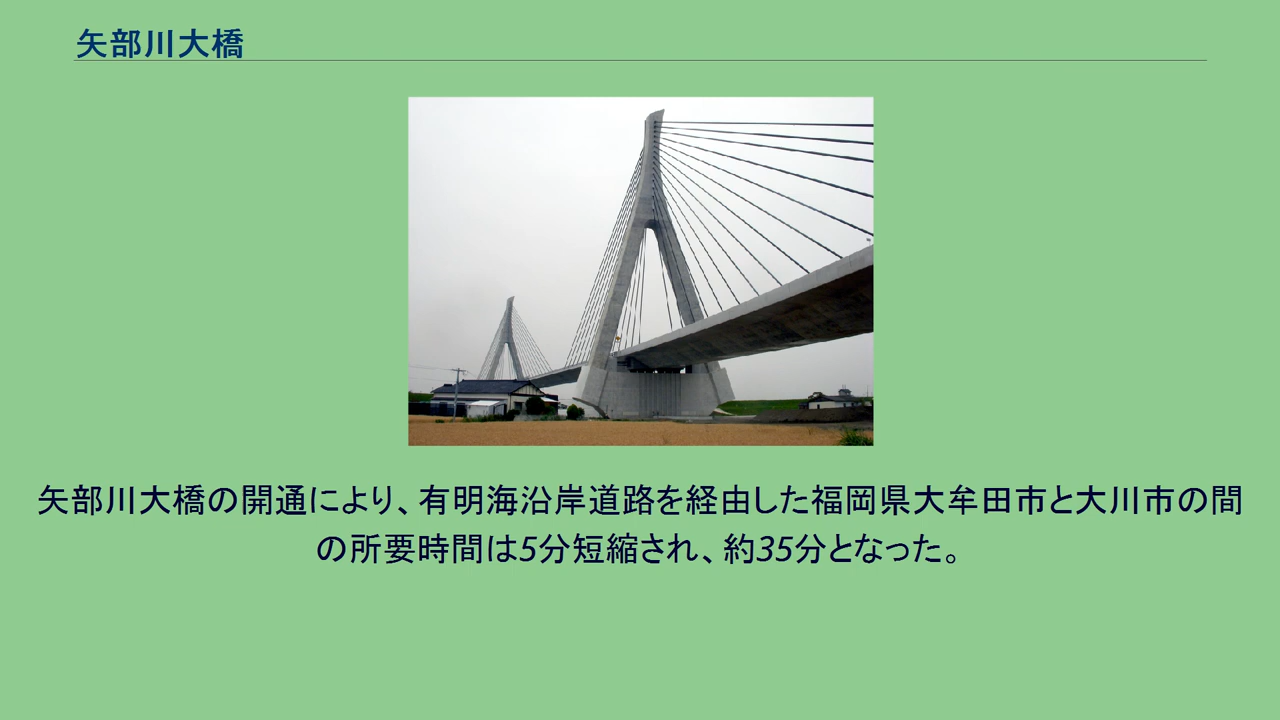 矢部川大橋
矢部川大橋の開通により、有明海沿岸道路を経由した福岡県大牟田市と大川市の間
の所要時間は5分短縮され、約35分となった。